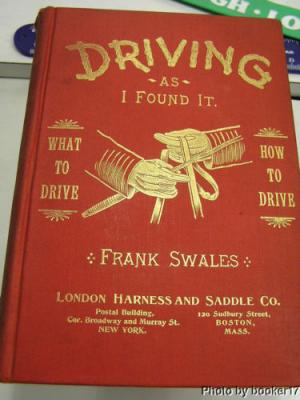 DRIVING
AS
I FOUND IT.
WHAT TO DRIVE
HOW TO DRIVE
FRANK SWALES
LONDON HARNESS AND SADDLE CO.
Postal Building,
Cor. Broadway and Murray St.
NEW YORK.
120 Sudbury Street,
BOSTON,
MASS.
Photo by booker17